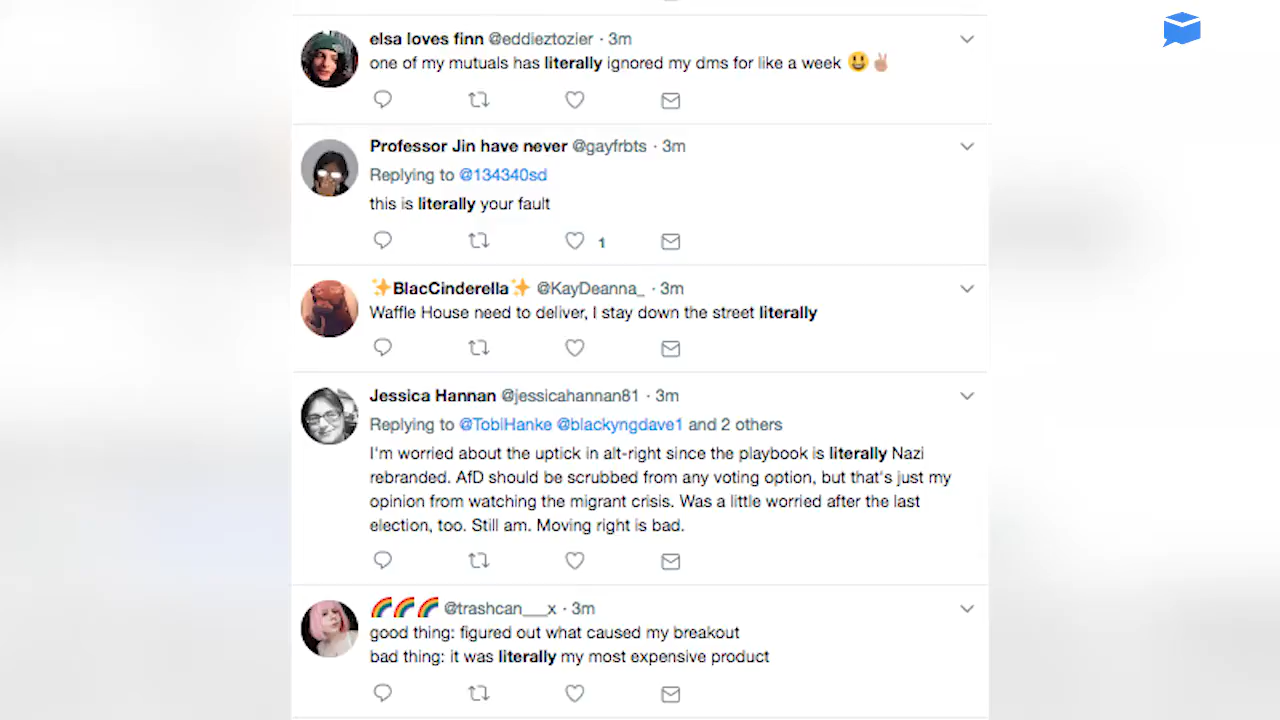 elsa loves finn @eddieztozier · 3m
one of my mutuals has literally ignored my dms for like a week 😃✌🏼
Professor Jin have never @gayfrbts · 3m
Replying to @134340sd
this is literally your fault
1
✨BlacCinderella✨ @KayDeanna_ · 3m
Waffle House need to deliver, I stay down the street literally
Jessica Hannan @jessicahannan81 · 3m
Replying to @TobiHanke @blackyngdave1 and 2 others
I'm worried about the uptick in alt-right since the playbook is literally Nazi
rebranded. AfD should be scrubbed from any voting option, but that's just my
opinion from watching the migrant crisis. Was a little worried after the last
election, too. Still am. Moving right is bad.
🌈🌈🌈 @trashcan___x · 3m
good thing: figured out what caused my breakout
bad thing: it was literally my most expensive product